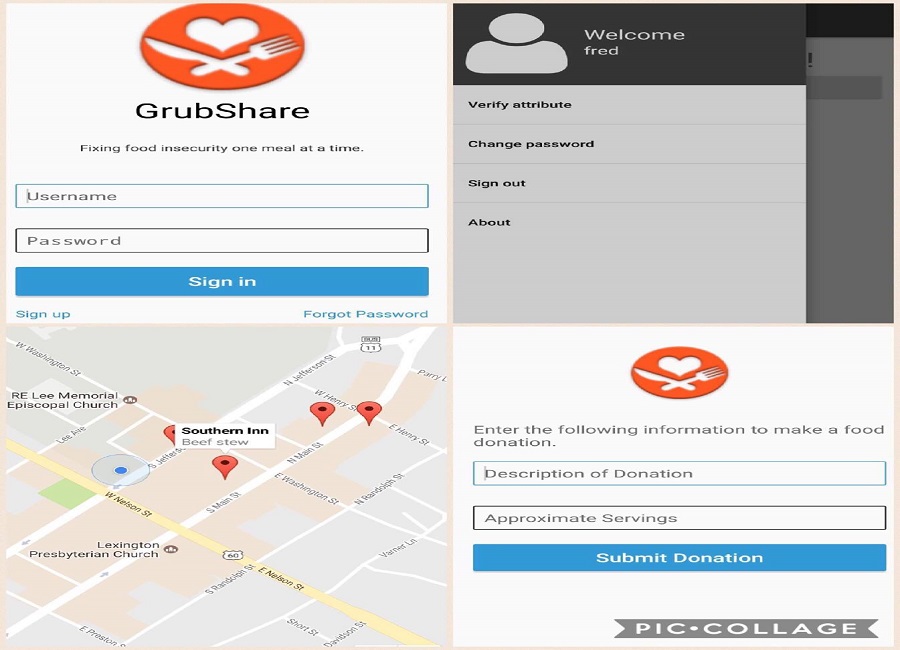 GrubShare
Fixing food insecurity one meal at a time.
Username
Password
Sign in
Sign up
Forgot Password
Welcome
fred
!
Verify attribute
Change password
Sign out
About
W Washington St
BUS
11
N Jefferson St
Parry L
RE Lee Memorial
Episcopal Church
W Henry St
E Henry St
Lee Ave
Southern Inn
Beef stew
S Jeffer
N Main St
E Washington St
N Randolph St
S Main St
W Nelson St
Lexington
Presbyterian Church
60
E Nelson St
Varner Ln
S Randolph St
Short St
Davidson St
E Preston
Enter the following information to make a food
donation.
Description of Donation
Approximate Servings
Submit Donation
PIC•COLLAGE